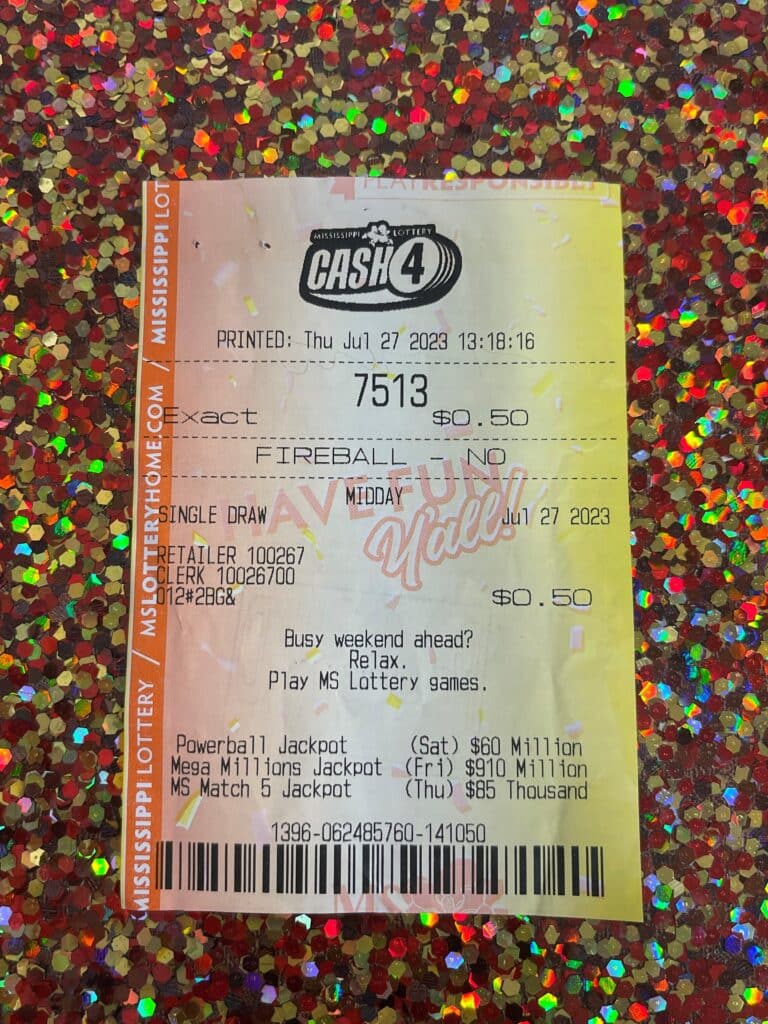 PLAY RESPONSIBLY
MISSISSIPPI LOTTERY
CASH 4
PRINTED: Thu Jul 27 2023 13:18:16
7513
Exact $0.50
FIREBALL - NO
HAVE FUN Y'all!
MIDDAY
SINGLE DRAW Jul 27 2023
RETAILER 100267
CLERK 10026700
012#2BG& $0.50
Busy weekend ahead?
Relax.
Play MS Lottery games.
Powerball Jackpot (Sat) $60 Million
Mega Millions Jackpot (Fri) $910 Million
MS Match 5 Jackpot (Thu) $85 Thousand
1396-062485760-141050
MS
MISSISSIPPI LOTTERY / MSLOTTERYHOME.COM / MISSISSIPPI LOT